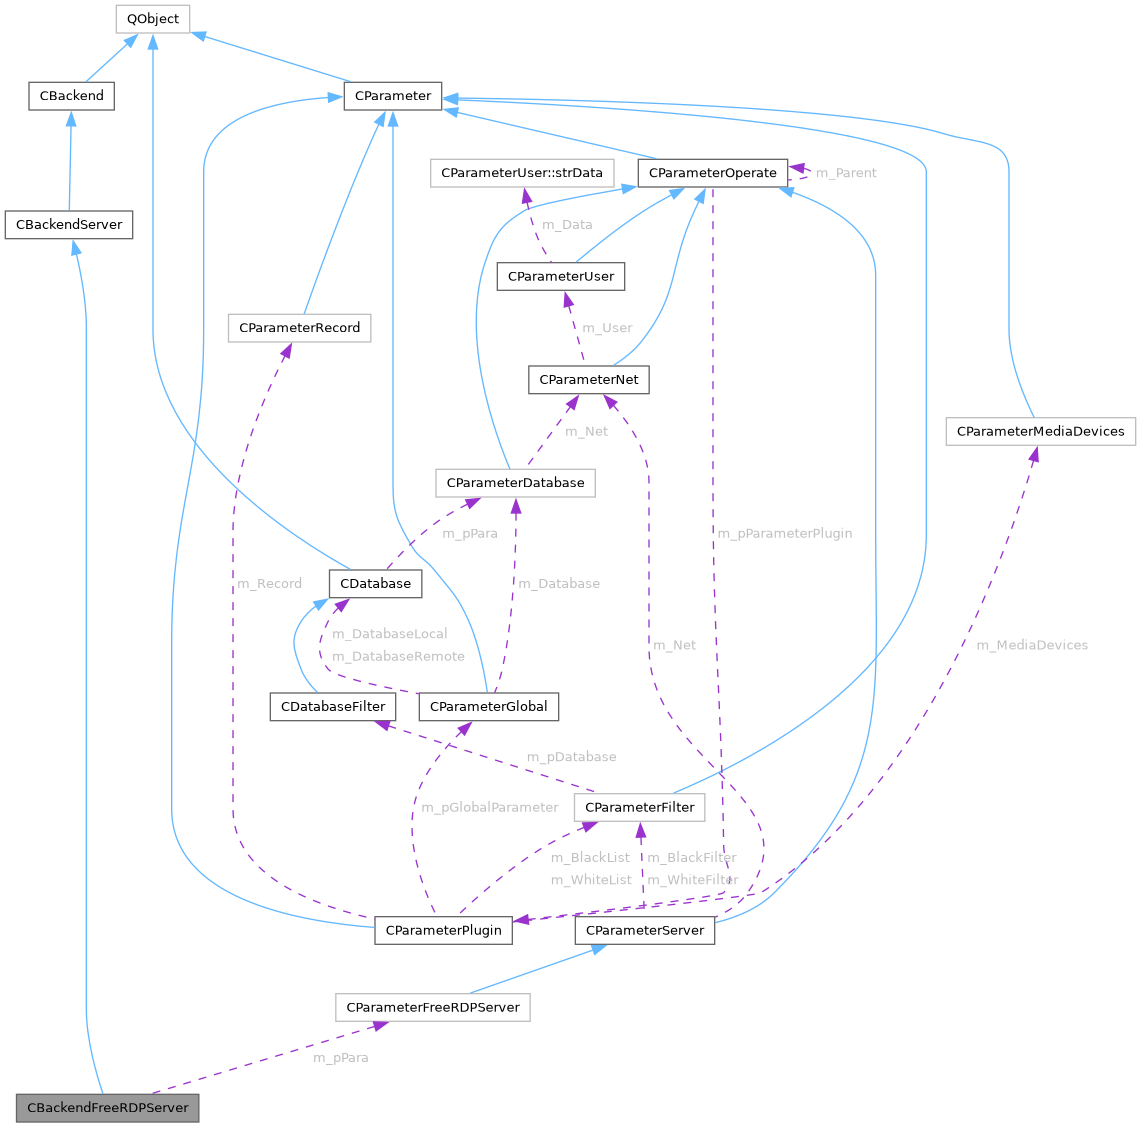 QObject
CBackend
CParameter
CParameterUser::strData
CParameterOperate
m_Parent
CBackendServer
m_Data
CParameterUser
CParameterRecord
m_User
CParameterNet
m_Net
CParameterMediaDevices
CParameterDatabase
m_pPara
m_pParameterPlugin
m_Record
CDatabase
m_Database
m_DatabaseLocal
m_DatabaseRemote
m_Net
m_MediaDevices
CDatabaseFilter
CParameterGlobal
m_pDatabase
m_pGlobalParameter
CParameterFilter
m_BlackList
m_WhiteList
m_BlackFilter
m_WhiteFilter
CParameterPlugin
CParameterServer
CParameterFreeRDPServer
m_pPara
CBackendFreeRDPServer